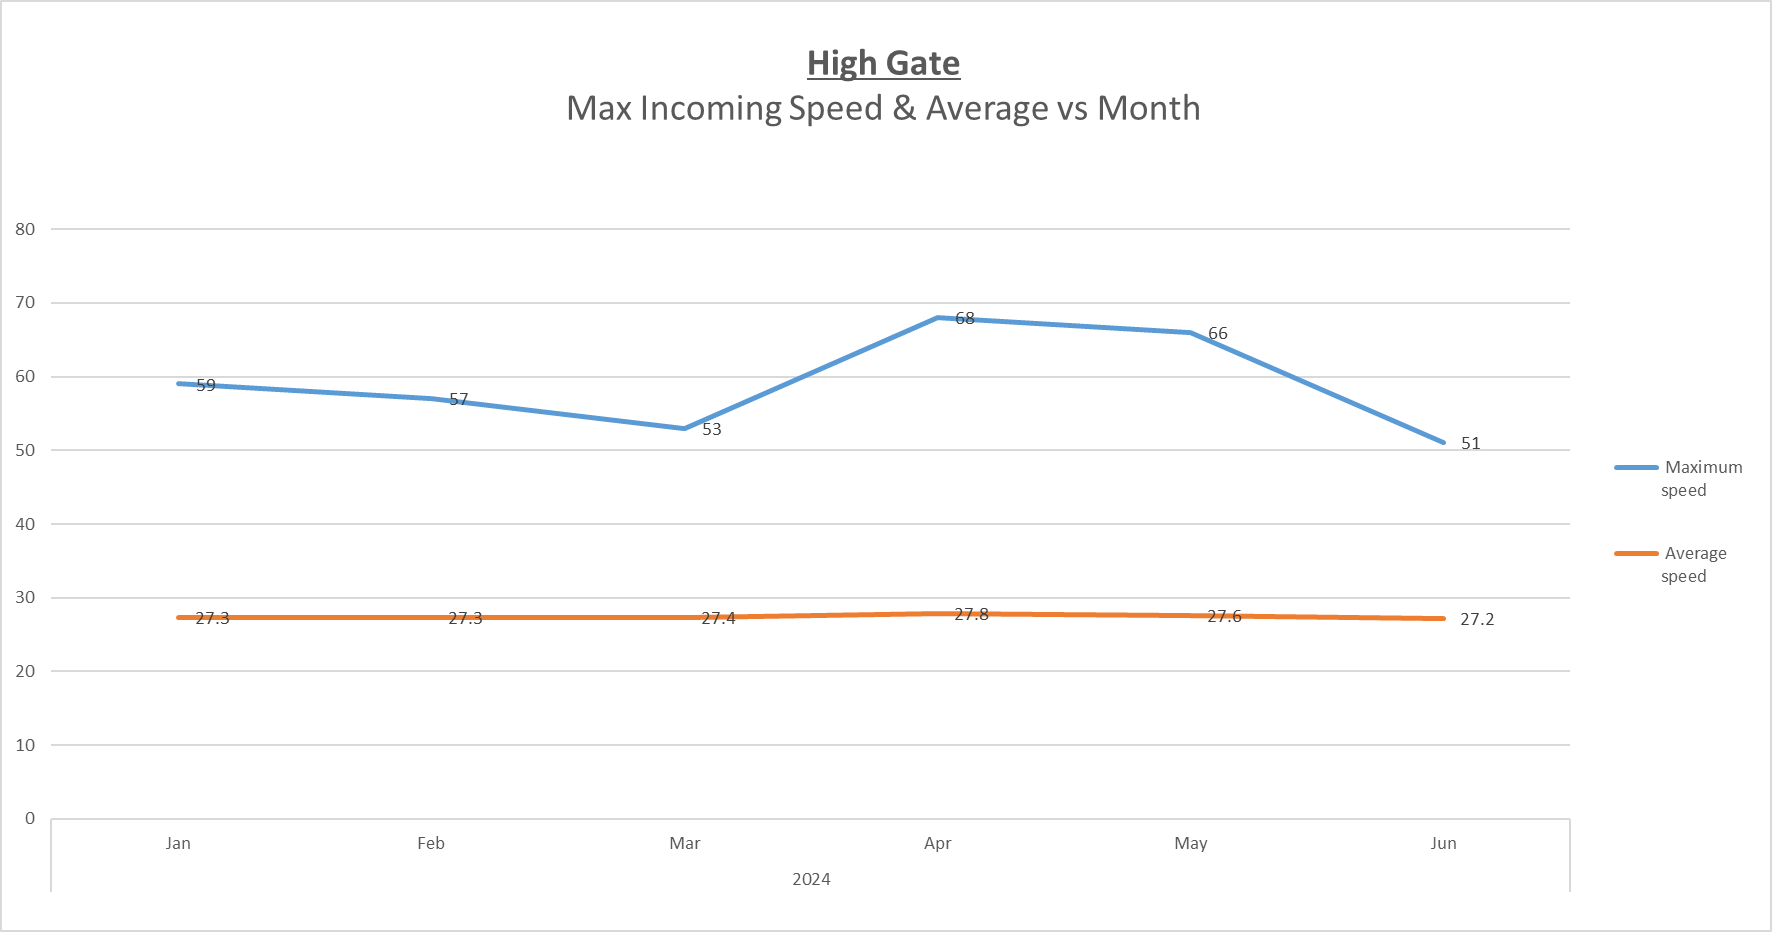 High Gate
Max Incoming Speed & Average vs Month
80
70
60
50
40
30
20
10
0
59
57
53
68
66
51
27.3
27.3
27.4
27.8
27.6
27.2
Jan
Feb
Mar
Apr
May
Jun
2024
Maximum
speed
Average
speed